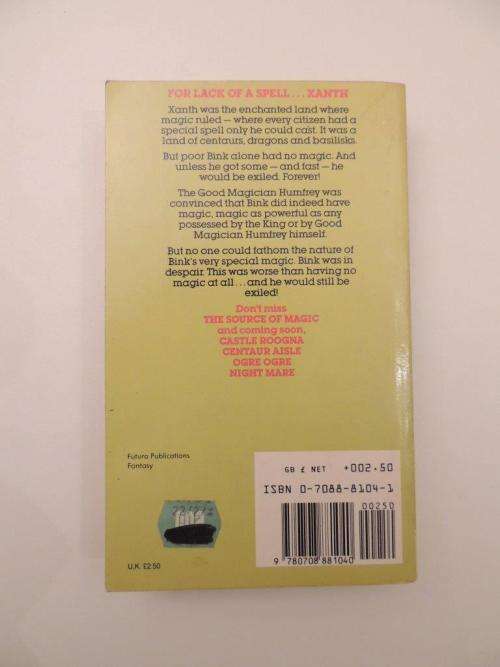 FOR LACK OF A SPELL... XANTH
Xanth was the enchanted land where
magic ruled – where every citizen had a
special spell only he could cast. It was a
land of centaurs, dragons and basilisks.
But poor Bink alone had no magic. And
unless he got some – and fast – he
would be exiled. Forever!
The Good Magician Humfrey was
convinced that Bink did indeed have
magic, magic as powerful as any
possessed by the King or by Good
Magician Humfrey himself.
But no one could fathom the nature of
Bink's very special magic. Bink was in
despair. This was worse than having no
magic at all...and he would still be
exiled!
Don't miss
THE SOURCE OF MAGIC
and coming soon,
CASTLE ROOGNA
CENTAUR AISLE
OGRE OGRE
NIGHT MARE
Futura Publications
Fantasy
GB £ NET +002.50
ISBN 0-7088-8104-1
00250
9 780708 881040
U.K. £2.50